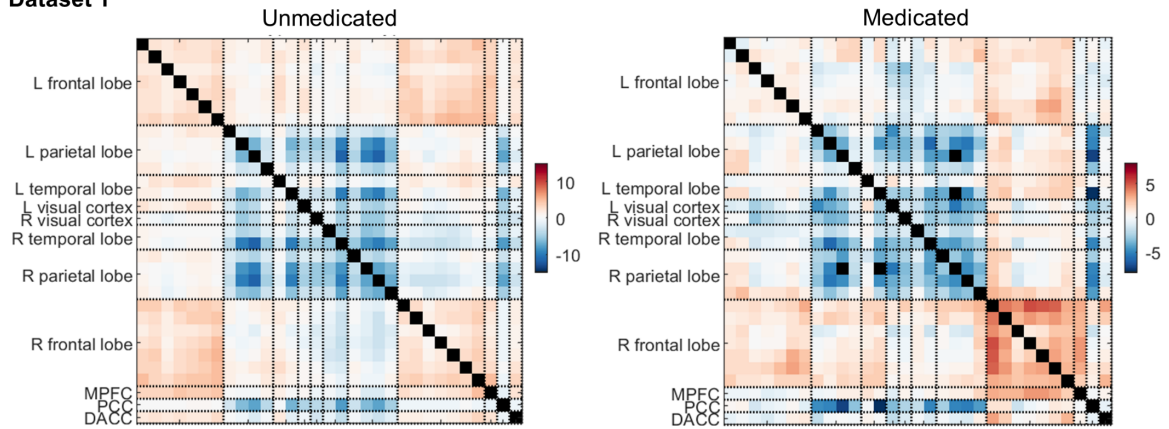 Dataset 1
Unmedicated
Medicated
L frontal lobe
L parietal lobe
L temporal lobe
L visual cortex
R visual cortex
R temporal lobe
R parietal lobe
R frontal lobe
MPFC
PCC
DACC
10
0
-10
L frontal lobe
L parietal lobe
L temporal lobe
L visual cortex
R visual cortex
R temporal lobe
R parietal lobe
R frontal lobe
MPFC
PCC
DACC
5
0
-5